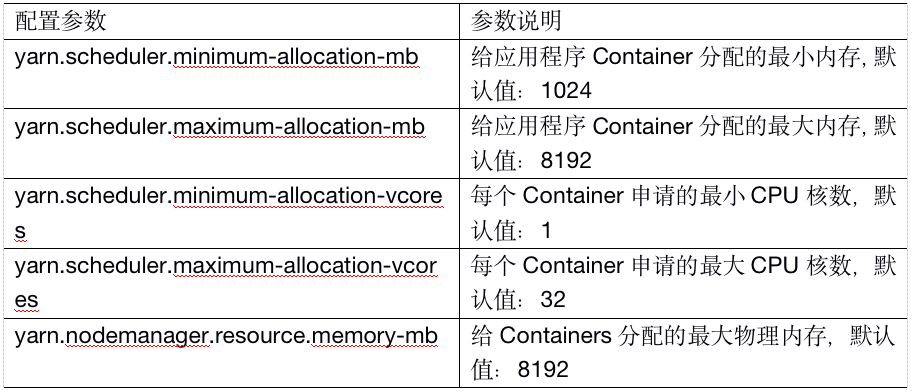 配置参数
参数说明
yarn.scheduler.minimum-allocation-mb
给应用程序 Container 分配的最小内存, 默
认值：1024
yarn.scheduler.maximum-allocation-mb
给应用程序 Container 分配的最大内存, 默
认值：8192
yarn.scheduler.minimum-allocation-vcore
s
每个 Container 申请的最小 CPU 核数，默
认值：1
yarn.scheduler.maximum-allocation-vcor
es
每个 Container 申请的最大 CPU 核数，默
认值：32
yarn.nodemanager.resource.memory-mb
给 Containers 分配的最大物理内存，默认
值：8192